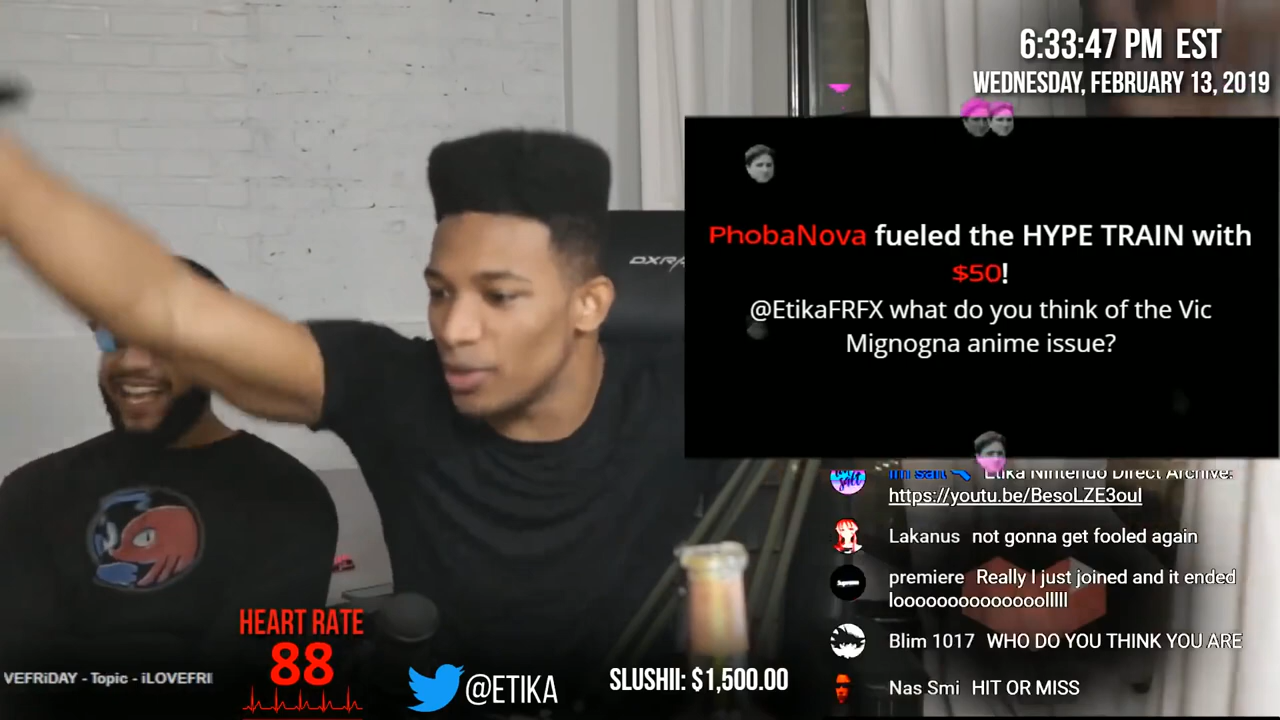 6:33:47 PM EST
WEDNESDAY, FEBRUARY 13, 2019
PhobaNova fueled the HYPE TRAIN with
$50!
@EtikaFRFX what do you think of the Vic
Mignogna anime issue?
Im salt Etika Nintendo Direct Archive:
https://youtu.be/BesoLZE3ouI
Lakanus not gonna get fooled again
premiere Really I just joined and it ended
looooooooooooooolllll
Blim 1017 WHO DO YOU THINK YOU ARE
Nas Smi HIT OR MISS
HEART RATE
88
VEFRiDAY - Topic - iLOVEFRI
@ETIKA
SLUSHII: $1,500.00